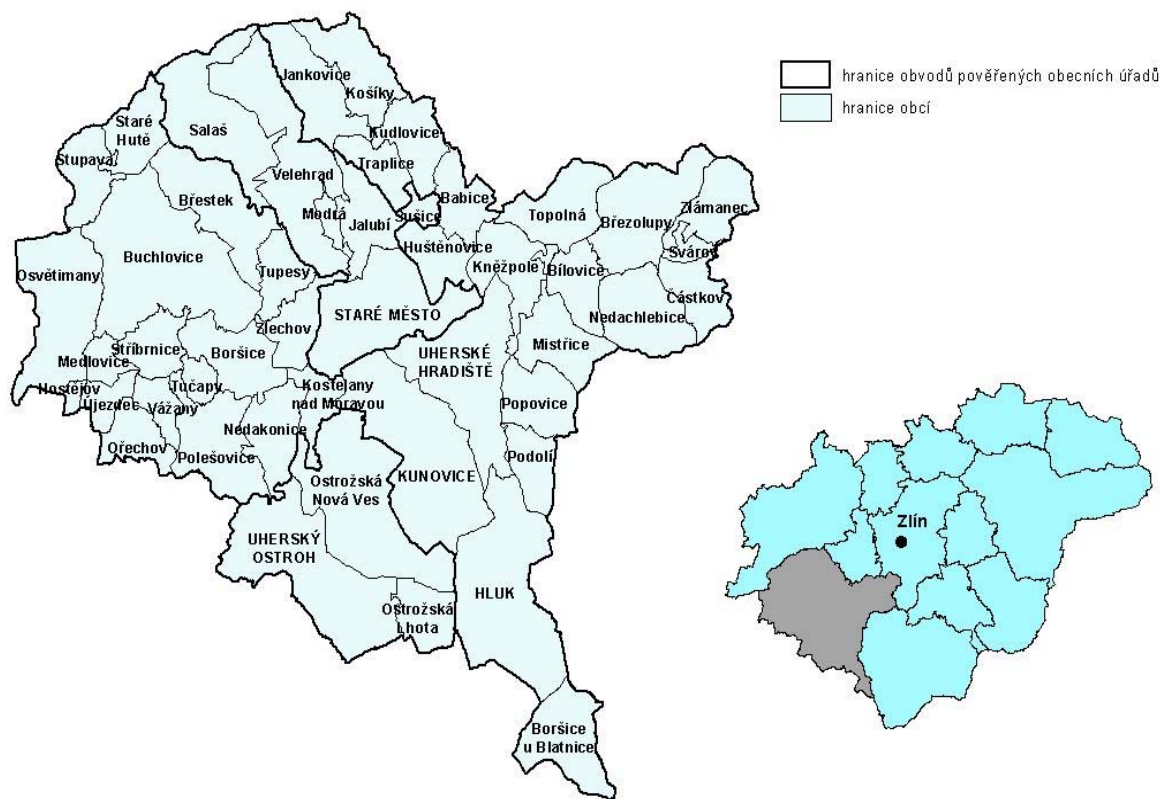 hranice obvodů pověřených obecních úřadů
hranice obcí
Jankovice
Košíky
Staré
Hutě
Salaš
Kudlovice
Stupava
Traplice
Velehrad
Břestek
Babice
Topolná
Zlámanec
Modrá
Sušice
Jalubí
Březolupy
Huštěnovice
Svárov
Buchlovice
Kněžpole
Bílovice
Osvětimany
Tupesy
Částkov
STARÉ MĚSTO
Nedachlebice
Zlechov
Stříbrnice
Boršice
Mistřice
UHERSKÉ
HRADIŠTĚ
Medlovice
Tučapy
Hostějov
Kostelany
nad Moravou
Újezdec
Vážany
Popovice
Nedakonice
Ořechov
Polešovice
Podolí
Ostrožská
Nová Ves
KUNOVICE
UHERSKÝ
OSTROH
HLUK
Ostrožská
Lhota
Boršice
u Blatnice
Zlín